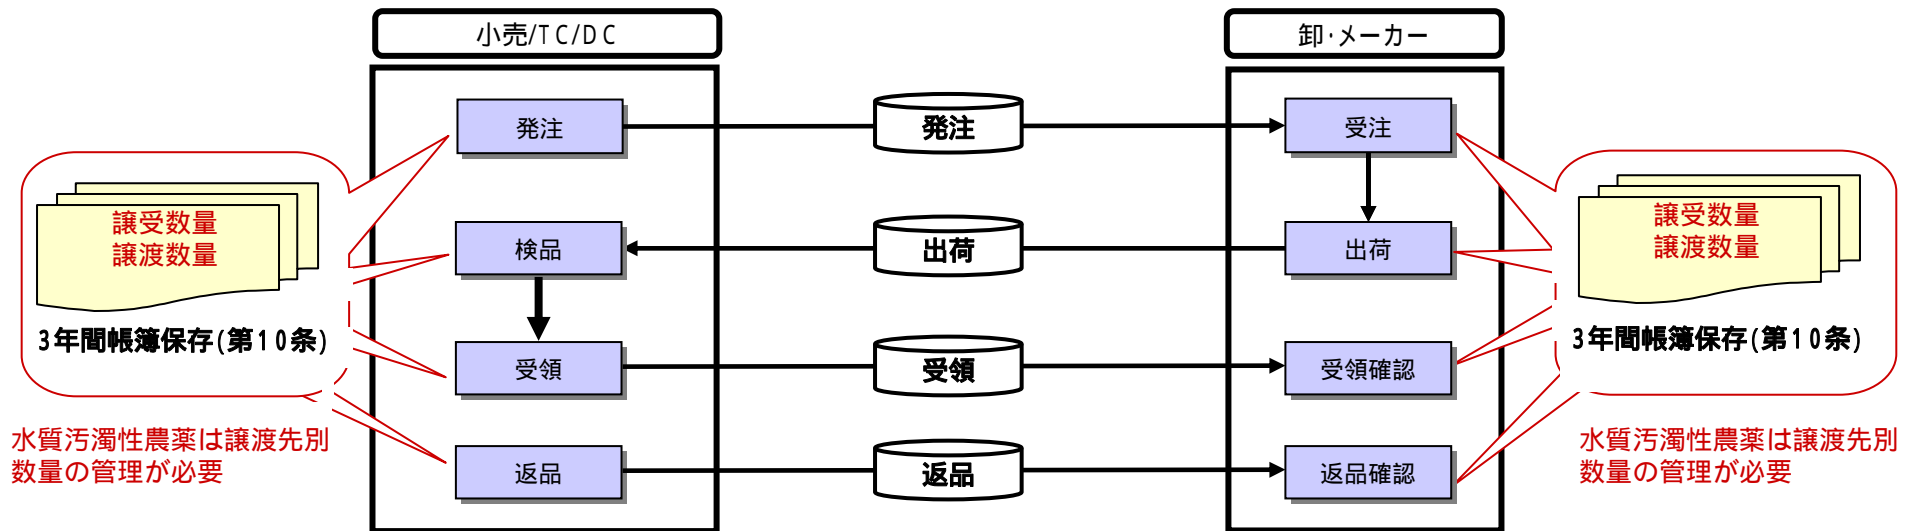 小売/TC/DC
卸・メーカー
発注
発注
受注
譲受数量
譲渡数量
検品
出荷
出荷
譲受数量
譲渡数量
3年間帳簿保存(第10条)
受領
受領
受領確認
3年間帳簿保存(第10条)
水質汚濁性農薬は譲渡先別
数量の管理が必要
返品
返品
返品確認
水質汚濁性農薬は譲渡先別
数量の管理が必要